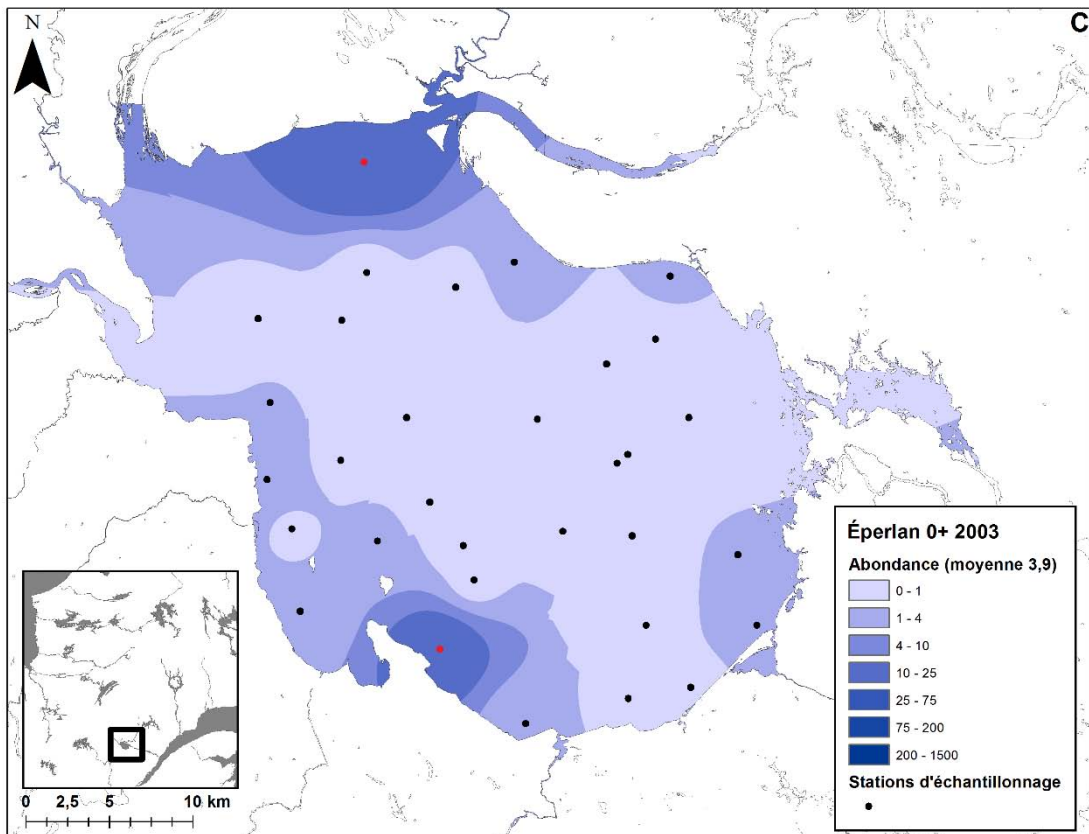 N
C
Éperlan 0+ 2003
Abondance (moyenne 3,9)
0 - 1
1 - 4
4 - 10
10 - 25
25 - 75
75 - 200
200 - 1500
Stations d'échantillonnage
0 2,5 5 10 km